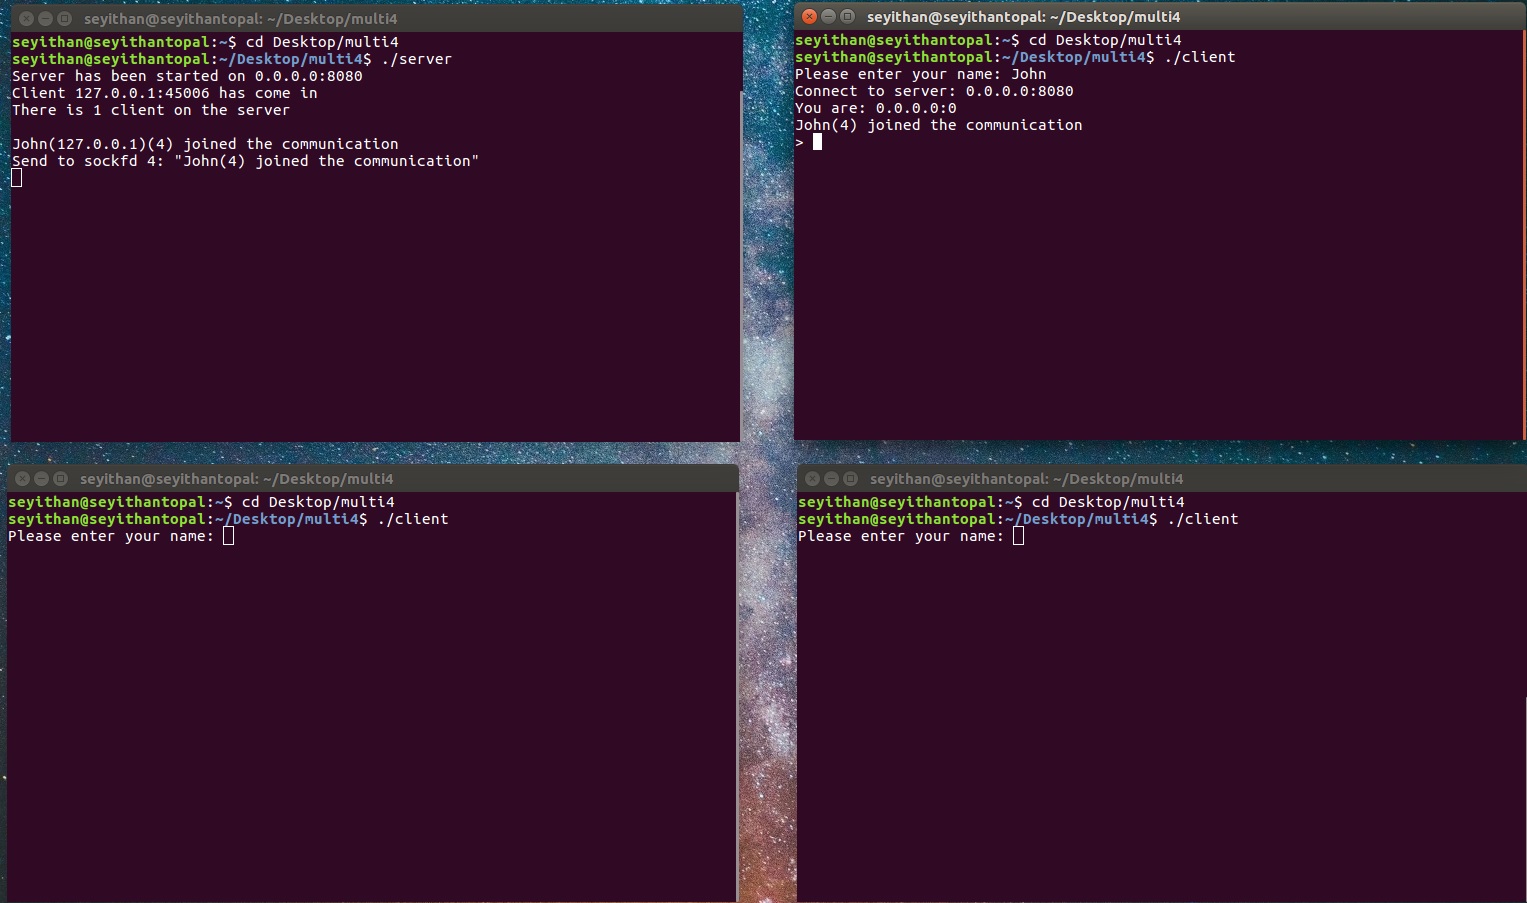 seyithan@seyithantopal: ~/Desktop/multi4
seyithan@seyithantopal:~$ cd Desktop/multi4
seyithan@seyithantopal:~/Desktop/multi4$ ./server
Server has been started on 0.0.0.0:8080
Client 127.0.0.1:45006 has come in
There is 1 client on the server
John(127.0.0.1)(4) joined the communication
Send to sockfd 4: "John(4) joined the communication"
seyithan@seyithantopal: ~/Desktop/multi4
seyithan@seyithantopal:~$ cd Desktop/multi4
seyithan@seyithantopal:~/Desktop/multi4$ ./client
Please enter your name: John
Connect to server: 0.0.0.0:8080
You are: 0.0.0.0:0
John(4) joined the communication
>
seyithan@seyithantopal: ~/Desktop/multi4
seyithan@seyithantopal:~$ cd Desktop/multi4
seyithan@seyithantopal:~/Desktop/multi4$ ./client
Please enter your name:
seyithan@seyithantopal: ~/Desktop/multi4
seyithan@seyithantopal:~$ cd Desktop/multi4
seyithan@seyithantopal:~/Desktop/multi4$ ./client
Please enter your name: